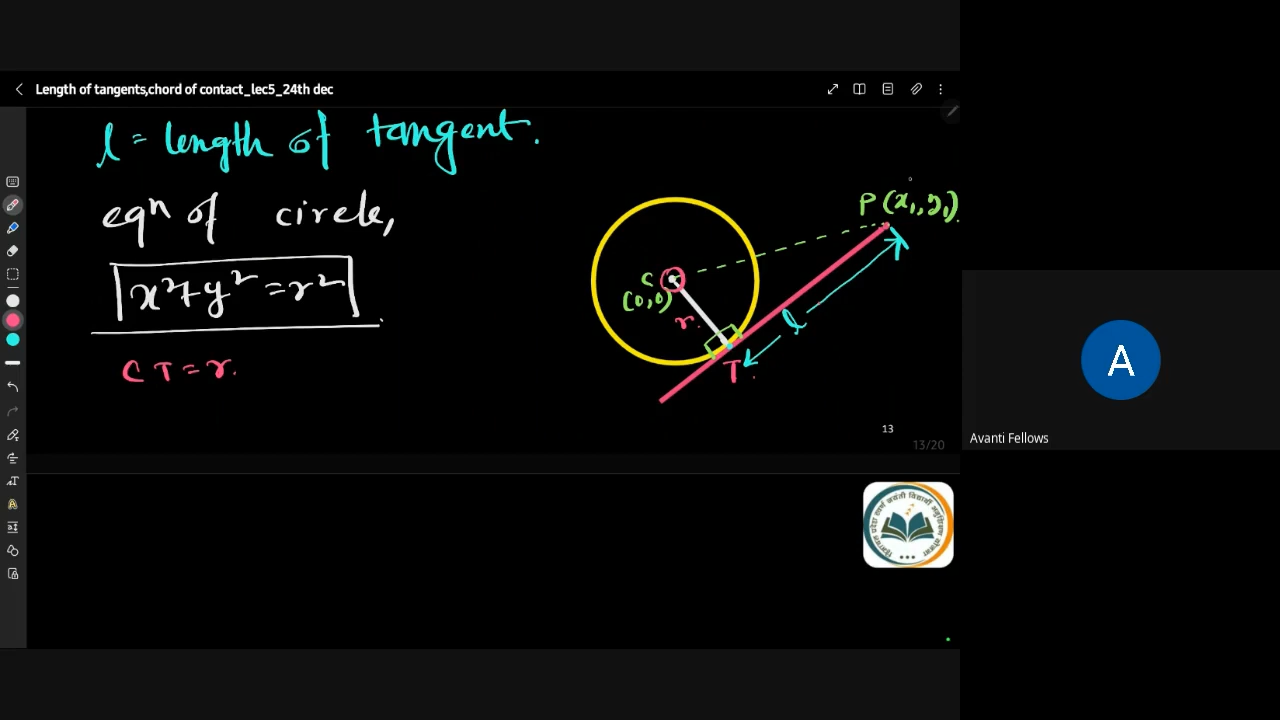 Length of tangents,chord of contact_lec5_24th dec
l = length of tangent.
eqⁿ of circle,
x²+y²=r²
CT=r.
P(x₁,y₁)
C
(0,0)
r.
l
T.
13
13/20
A
Avanti Fellows